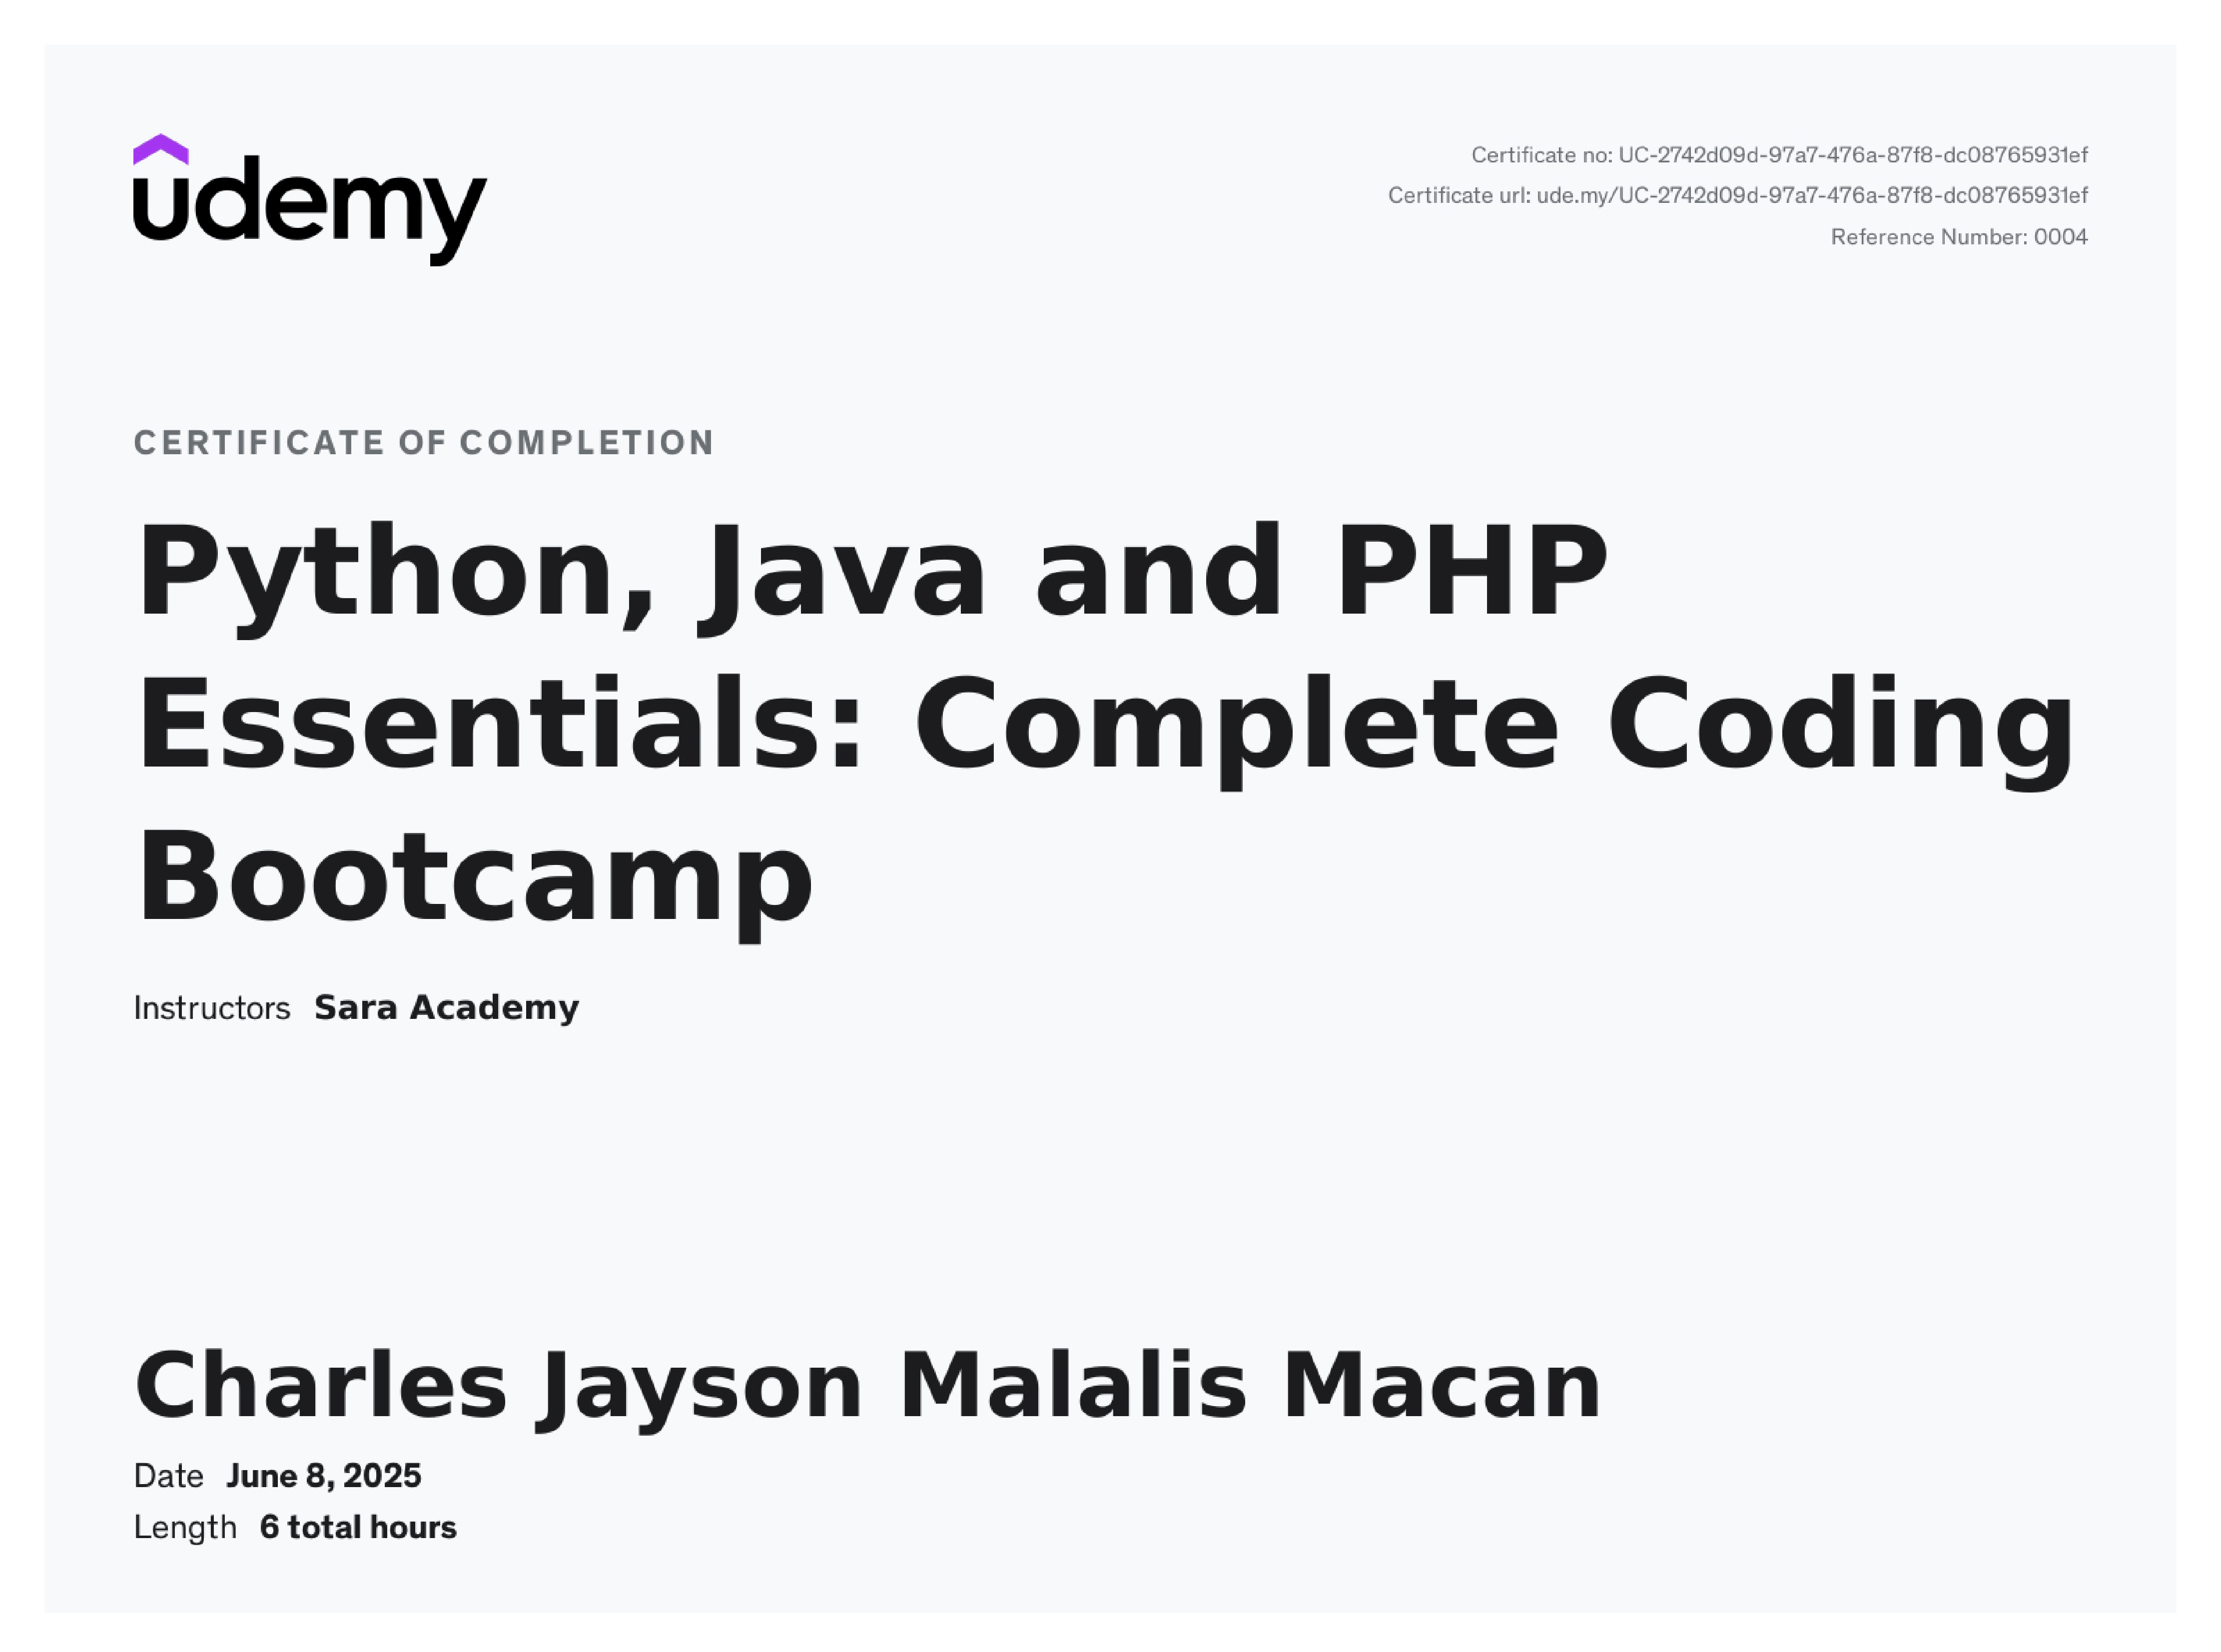 udemy
Certificate no: UC-2742d09d-97a7-476a-87f8-dc08765931ef
Certificate url: ude.my/UC-2742d09d-97a7-476a-87f8-dc08765931ef
Reference Number: 0004
CERTIFICATE OF COMPLETION
Python, Java and PHP
Essentials: Complete Coding
Bootcamp
Instructors Sara Academy
Charles Jayson Malalis Macan
Date June 8, 2025
Length 6 total hours